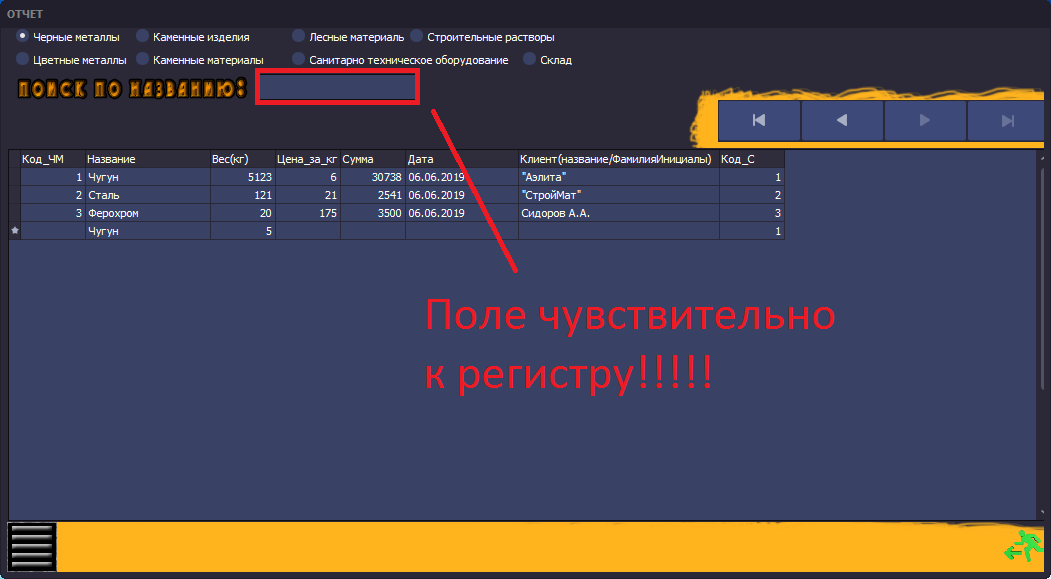 ОТЧЕТ
Черные металлы Каменные изделия Лесные материаль Строительные растворы
Цветные металлы Каменные материалы Санитарно техническое оборудование Склад
ПОИСК ПО НАЗВАНИЮ:
Код_ЧМ Название Вес(кг) Цена_за_кг Сумма Дата Клиент(название/ФамилияИнициалы) Код_С
1 Чугун 5123 6 30738 06.06.2019 "Аэлита" 1
2 Сталь 121 21 2541 06.06.2019 "СтройМат" 2
3 Ферохром 20 175 3500 06.06.2019 Сидоров А.А. 3
Чугун 5 1
Поле чувствительно
к регистру!!!!!